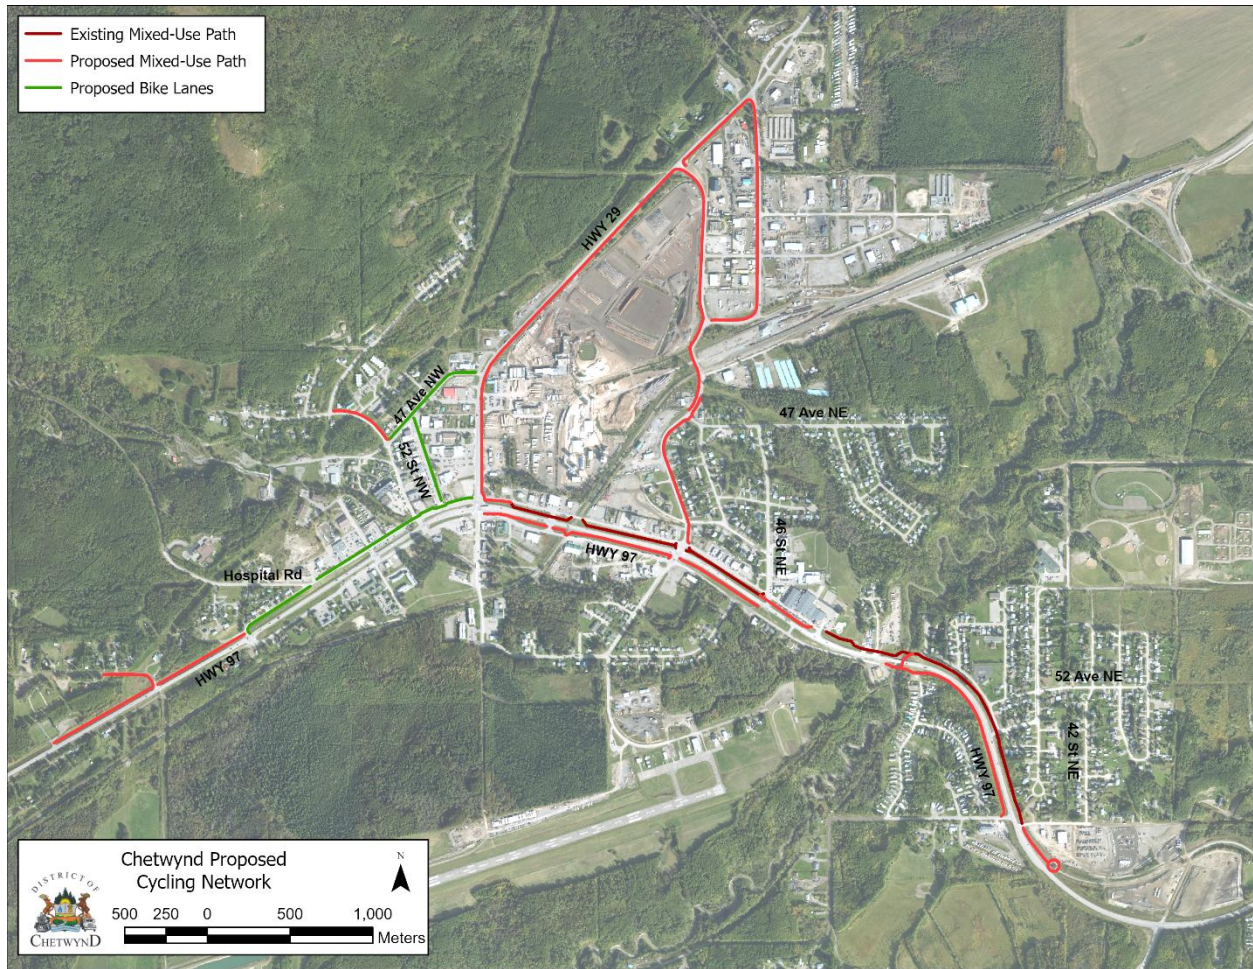 Existing Mixed-Use Path
Proposed Mixed-Use Path
Proposed Bike Lanes
HWY 29
47 Ave NW
47 Ave NE
52 St NW
46 St NE
HWY 97
Hospital Rd
HWY 97
52 Ave NE
42 St NE
HWY 97
Chetwynd Proposed
Cycling Network
N
DISTRICT OF
CHETWYND
500 250 0 500 1,000
Meters